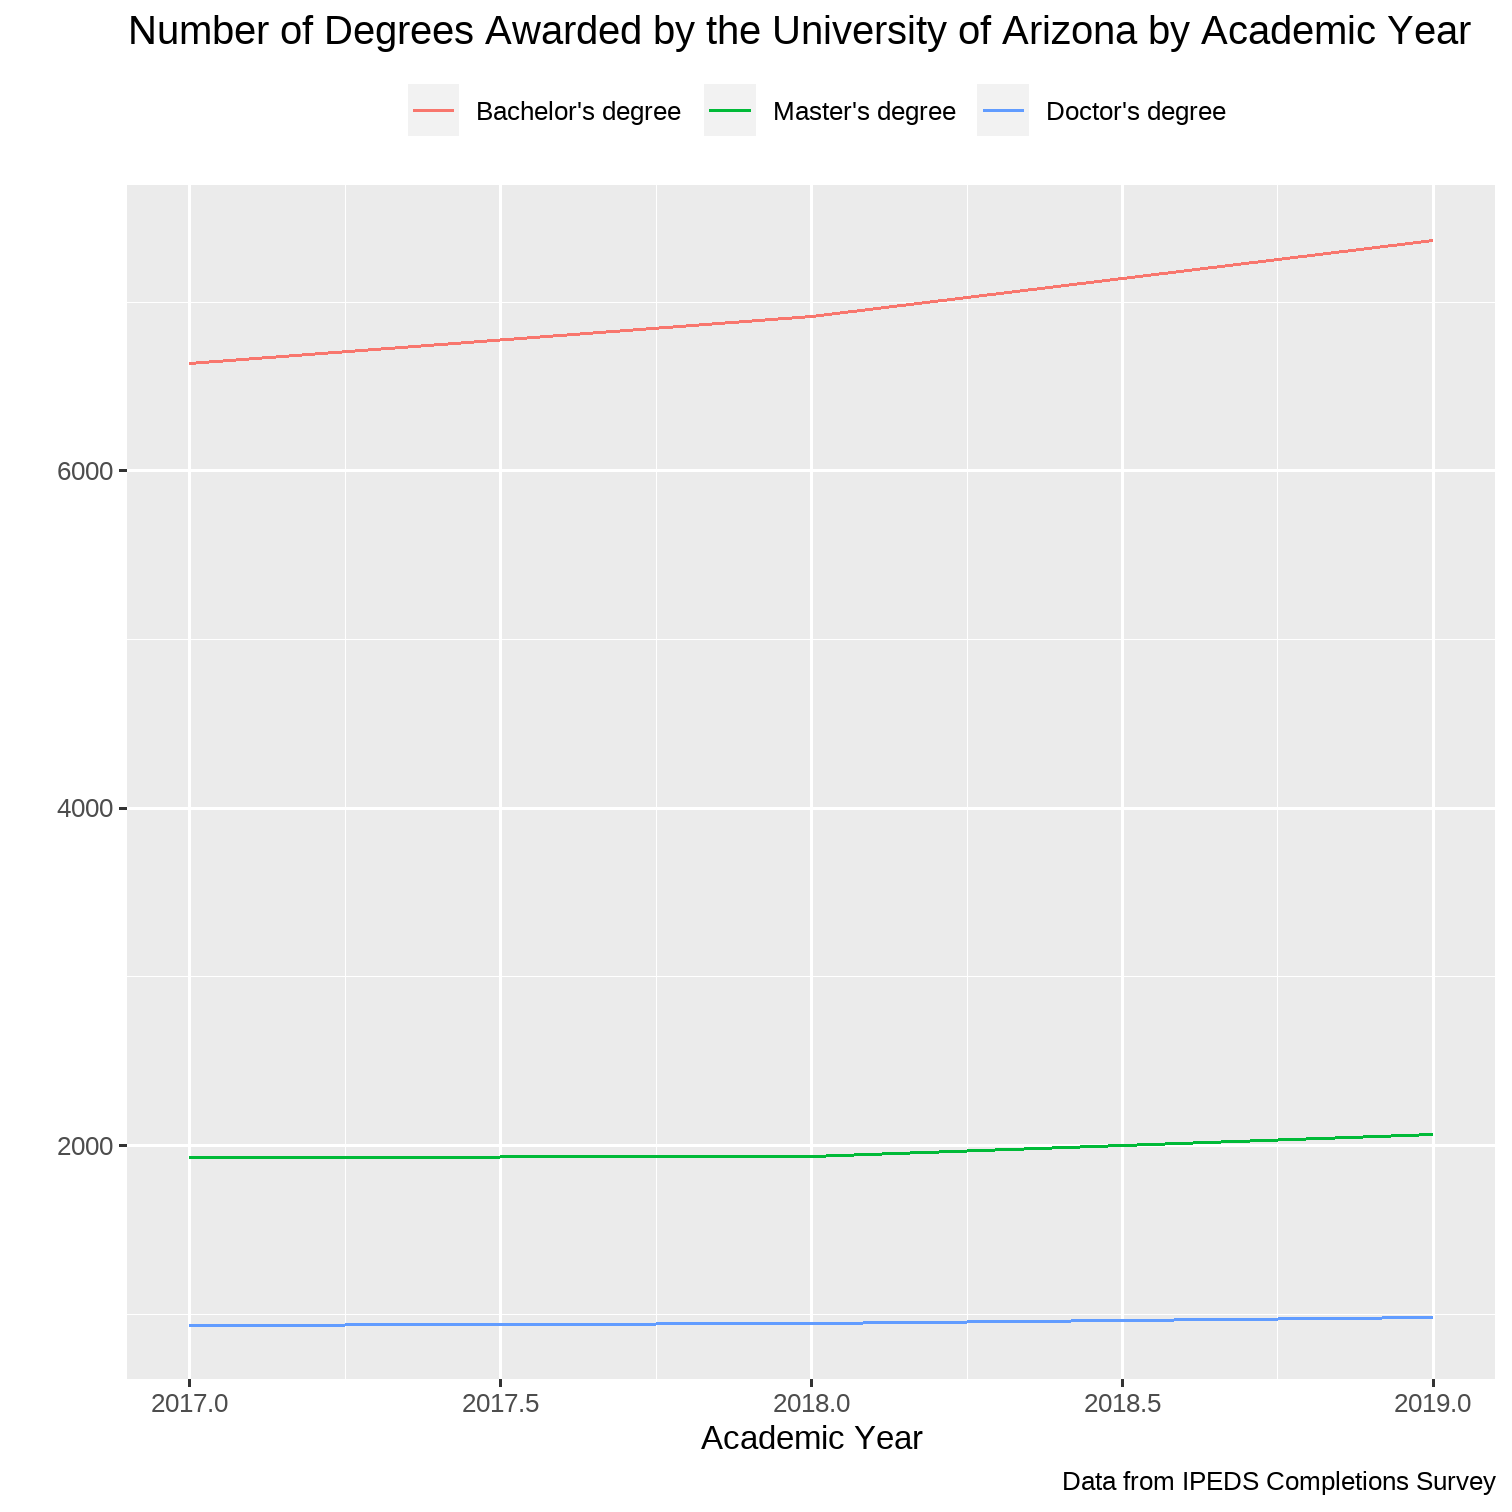 Number of Degrees Awarded by the University of Arizona by Academic Year
Bachelor's degree Master's degree Doctor's degree
6000
4000
2000
2017.0 2017.5 2018.0 2018.5 2019.0
Academic Year
Data from IPEDS Completions Survey